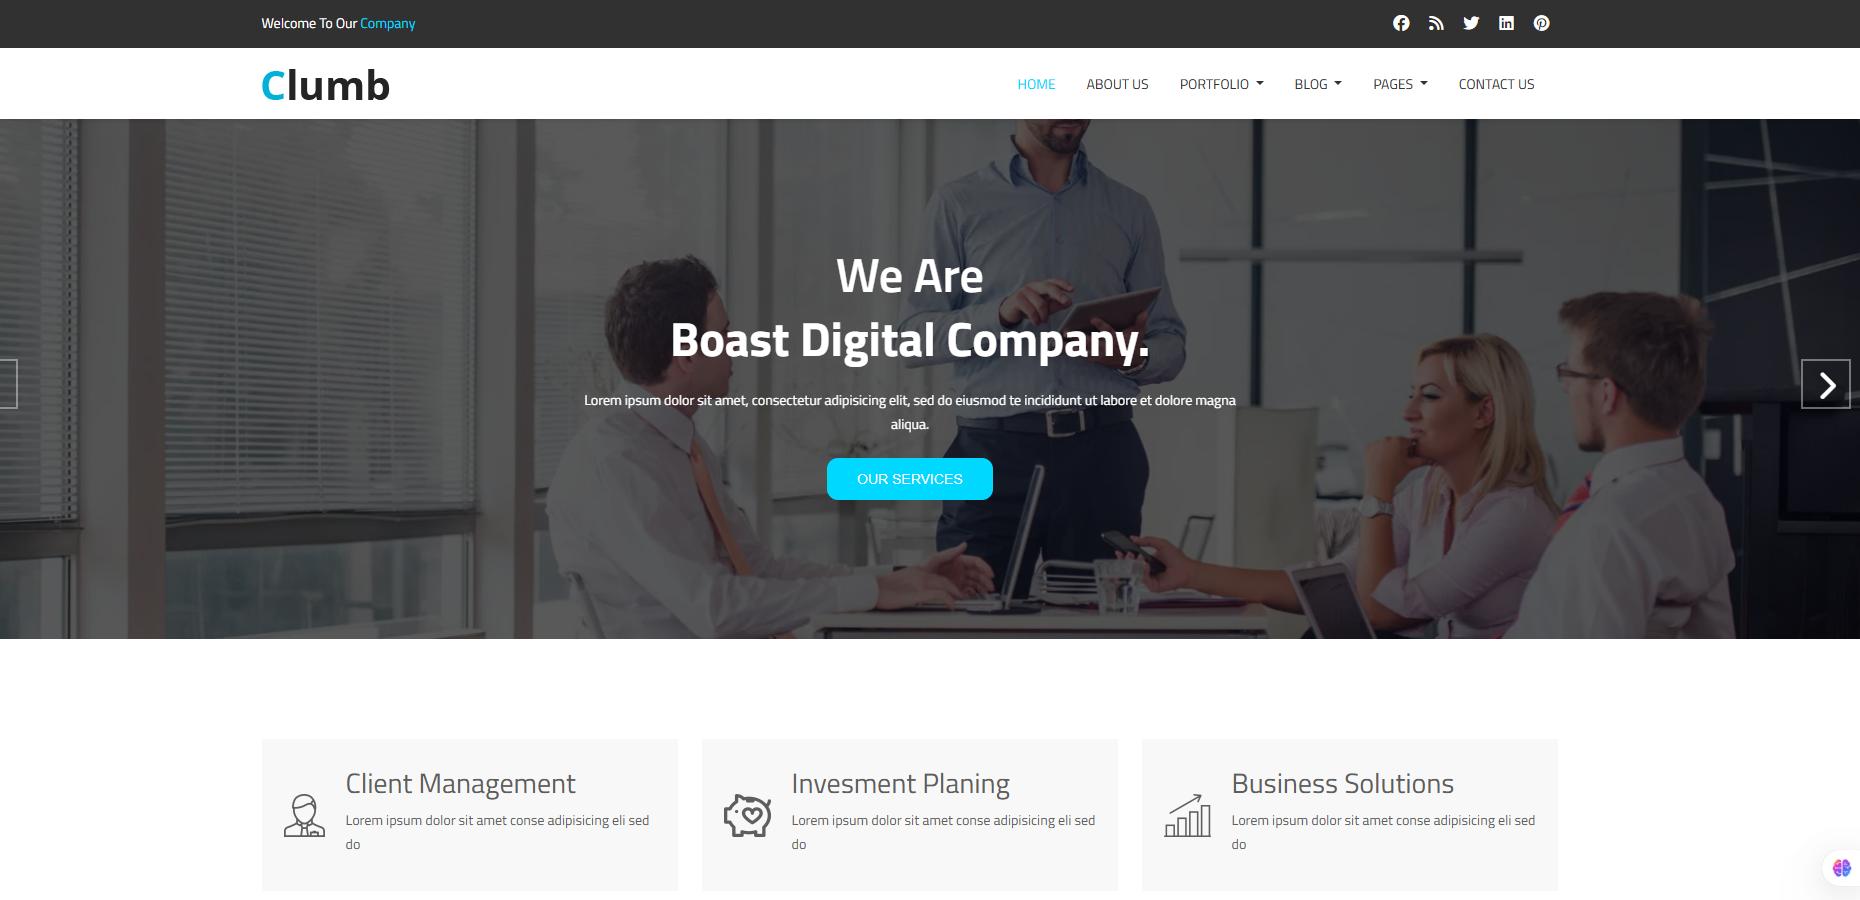 Welcome To Our Company
Clumb
HOME ABOUT US PORTFOLIO BLOG PAGES CONTACT US
We Are
Boast Digital Company.
Lorem ipsum dolor sit amet, consectetur adipisicing elit, sed do eiusmod te incididunt ut labore et dolore magna
aliqua.
OUR SERVICES
Client Management
Lorem ipsum dolor sit amet conse adipisicing eli sed
do
Invesment Planing
Lorem ipsum dolor sit amet conse adipisicing eli sed
do
Business Solutions
Lorem ipsum dolor sit amet conse adipisicing eli sed
do